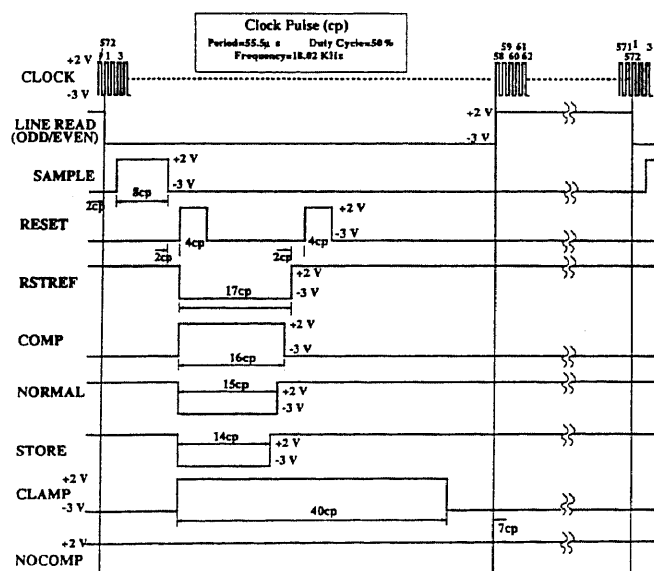 Clock Pulse (cp)
Period=55.5μ s Duty Cycle=50 %
Frequency=18.02 KHz
572
1 3
59 61
58 60 62
571 1 3
572
+2 V
CLOCK
-3 V
LINE READ
(ODD/EVEN)
+2 V
-3 V
SAMPLE
+2 V
-3 V
8cp
2cp
RESET
+2 V
-3 V
4cp
4cp
2cp
2cp
RSTREF
+2 V
-3 V
17cp
COMP
+2 V
-3 V
16cp
NORMAL
15cp
+2 V
-3 V
STORE
14cp
+2 V
-3 V
+2 V
CLAMP
-3 V
40cp
7cp
+2 V
NOCOMP